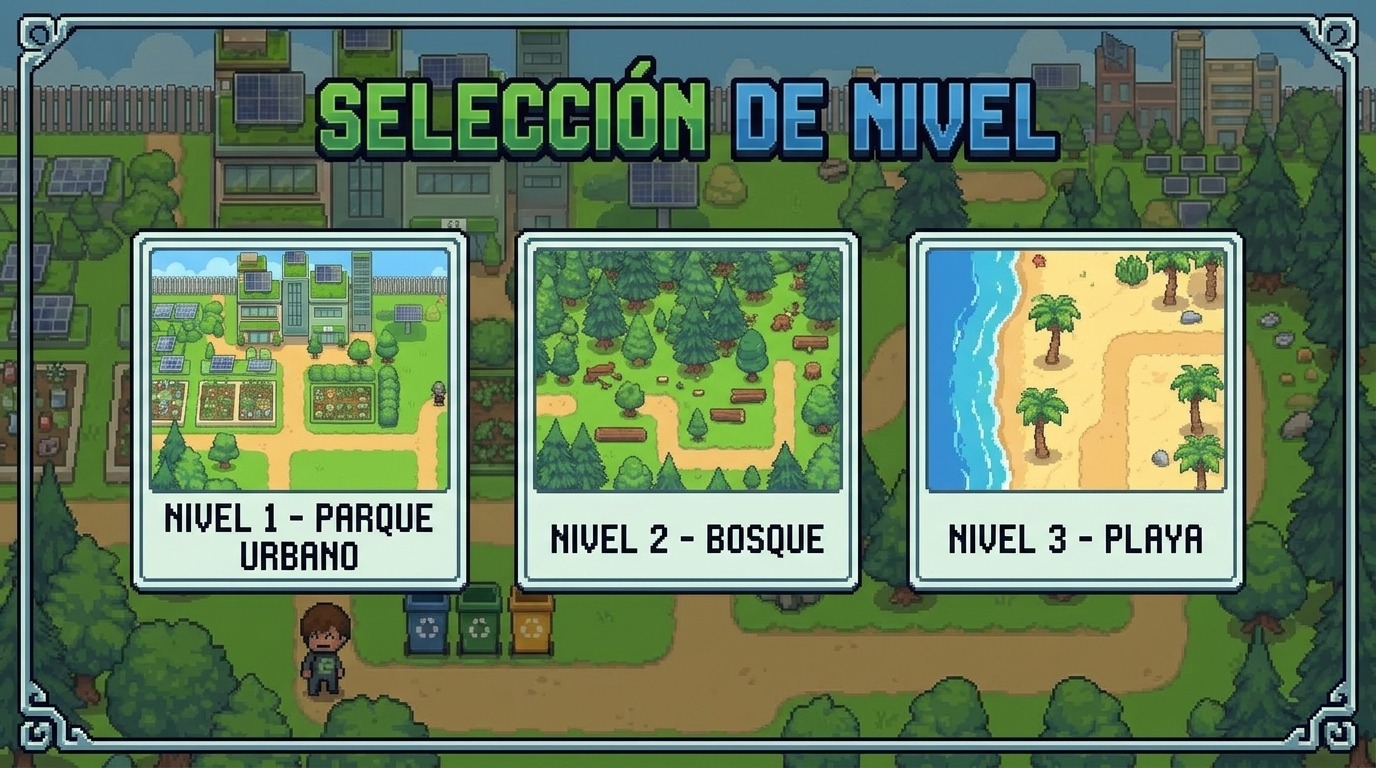 SELECCIÓN DE NIVEL
NIVEL 1 - PARQUE
URBANO
NIVEL 2 - BOSQUE
NIVEL 3 - PLAYA